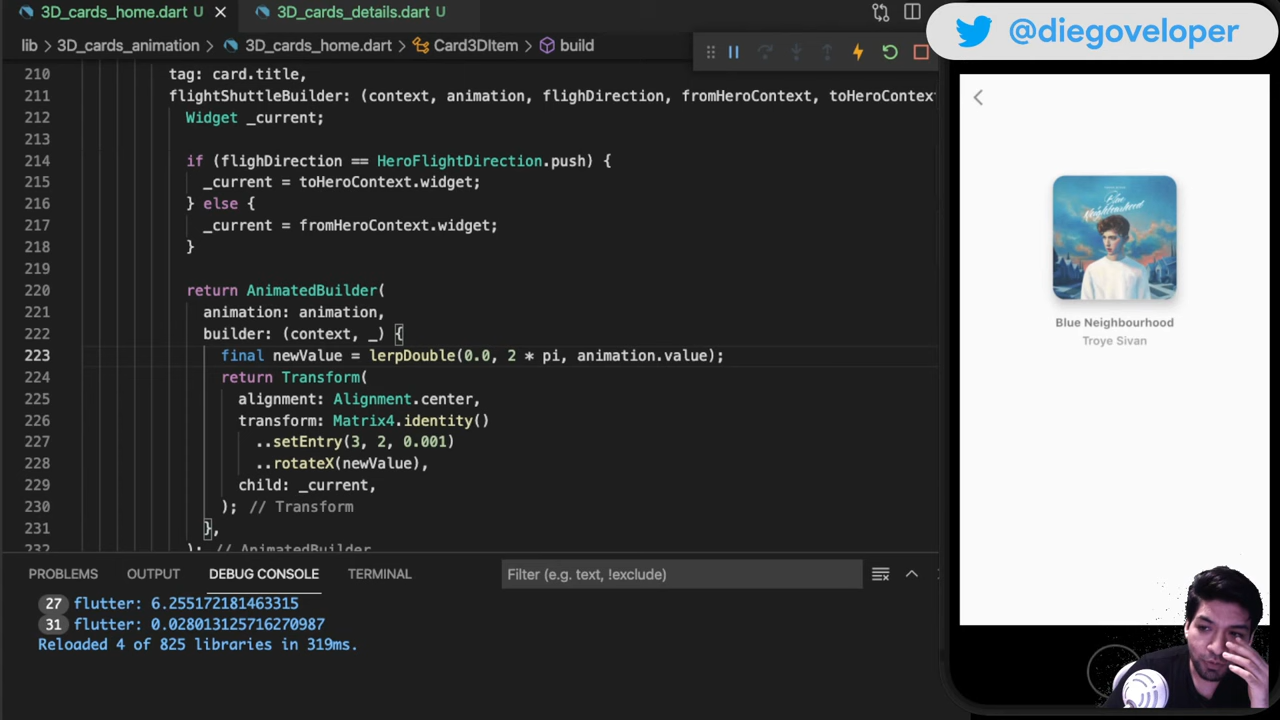 3D_cards_home.dart U
3D_cards_details.dart U
@diegoveloper
lib > 3D_cards_animation > 3D_cards_home.dart > Card3DItem > build
210 tag: card.title,
211 flightShuttleBuilder: (context, animation, flighDirection, fromHeroContext, toHeroContext
212 Widget _current;
213
214 if (flighDirection == HeroFlightDirection.push) {
215 _current = toHeroContext.widget;
216 } else {
217 _current = fromHeroContext.widget;
218 }
219
220 return AnimatedBuilder(
221 animation: animation,
222 builder: (context, _) {
223 final newValue = lerpDouble(0.0, 2 * pi, animation.value);
224 return Transform(
225 alignment: Alignment.center,
226 transform: Matrix4.identity()
227 ..setEntry(3, 2, 0.001)
228 ..rotateX(newValue),
229 child: _current,
230 ); // Transform
231 },
232 ); // AnimatedBuilder
PROBLEMS OUTPUT DEBUG CONSOLE TERMINAL
Filter (e.g. text, !exclude)
27 flutter: 6.255172181463315
31 flutter: 0.028013125716270987
Reloaded 4 of 825 libraries in 319ms.
Blue
Neighbourhood
Blue Neighbourhood
Troye Sivan